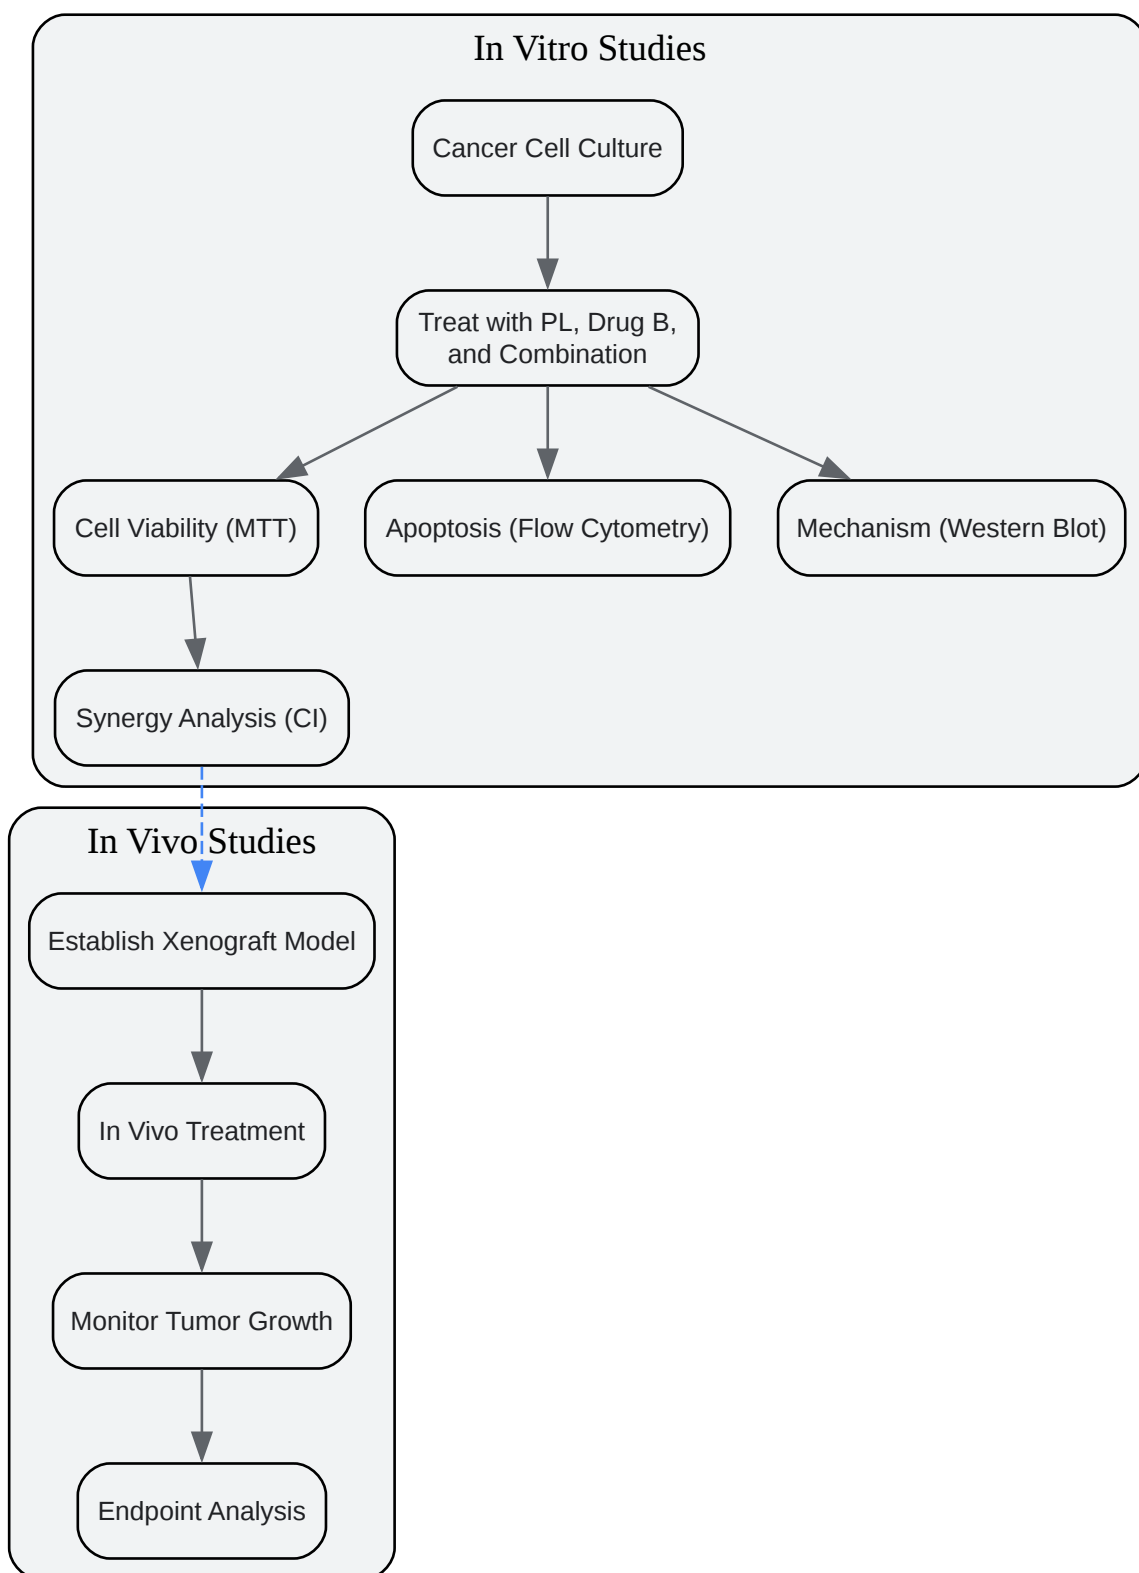 In Vitro Studies
Cancer Cell Culture
Treat with PL, Drug B,
and Combination
Cell Viability (MTT)
Apoptosis (Flow Cytometry)
Mechanism (Western Blot)
Synergy Analysis (CI)
In Vivo Studies
Establish Xenograft Model
In Vivo Treatment
Monitor Tumor Growth
Endpoint Analysis